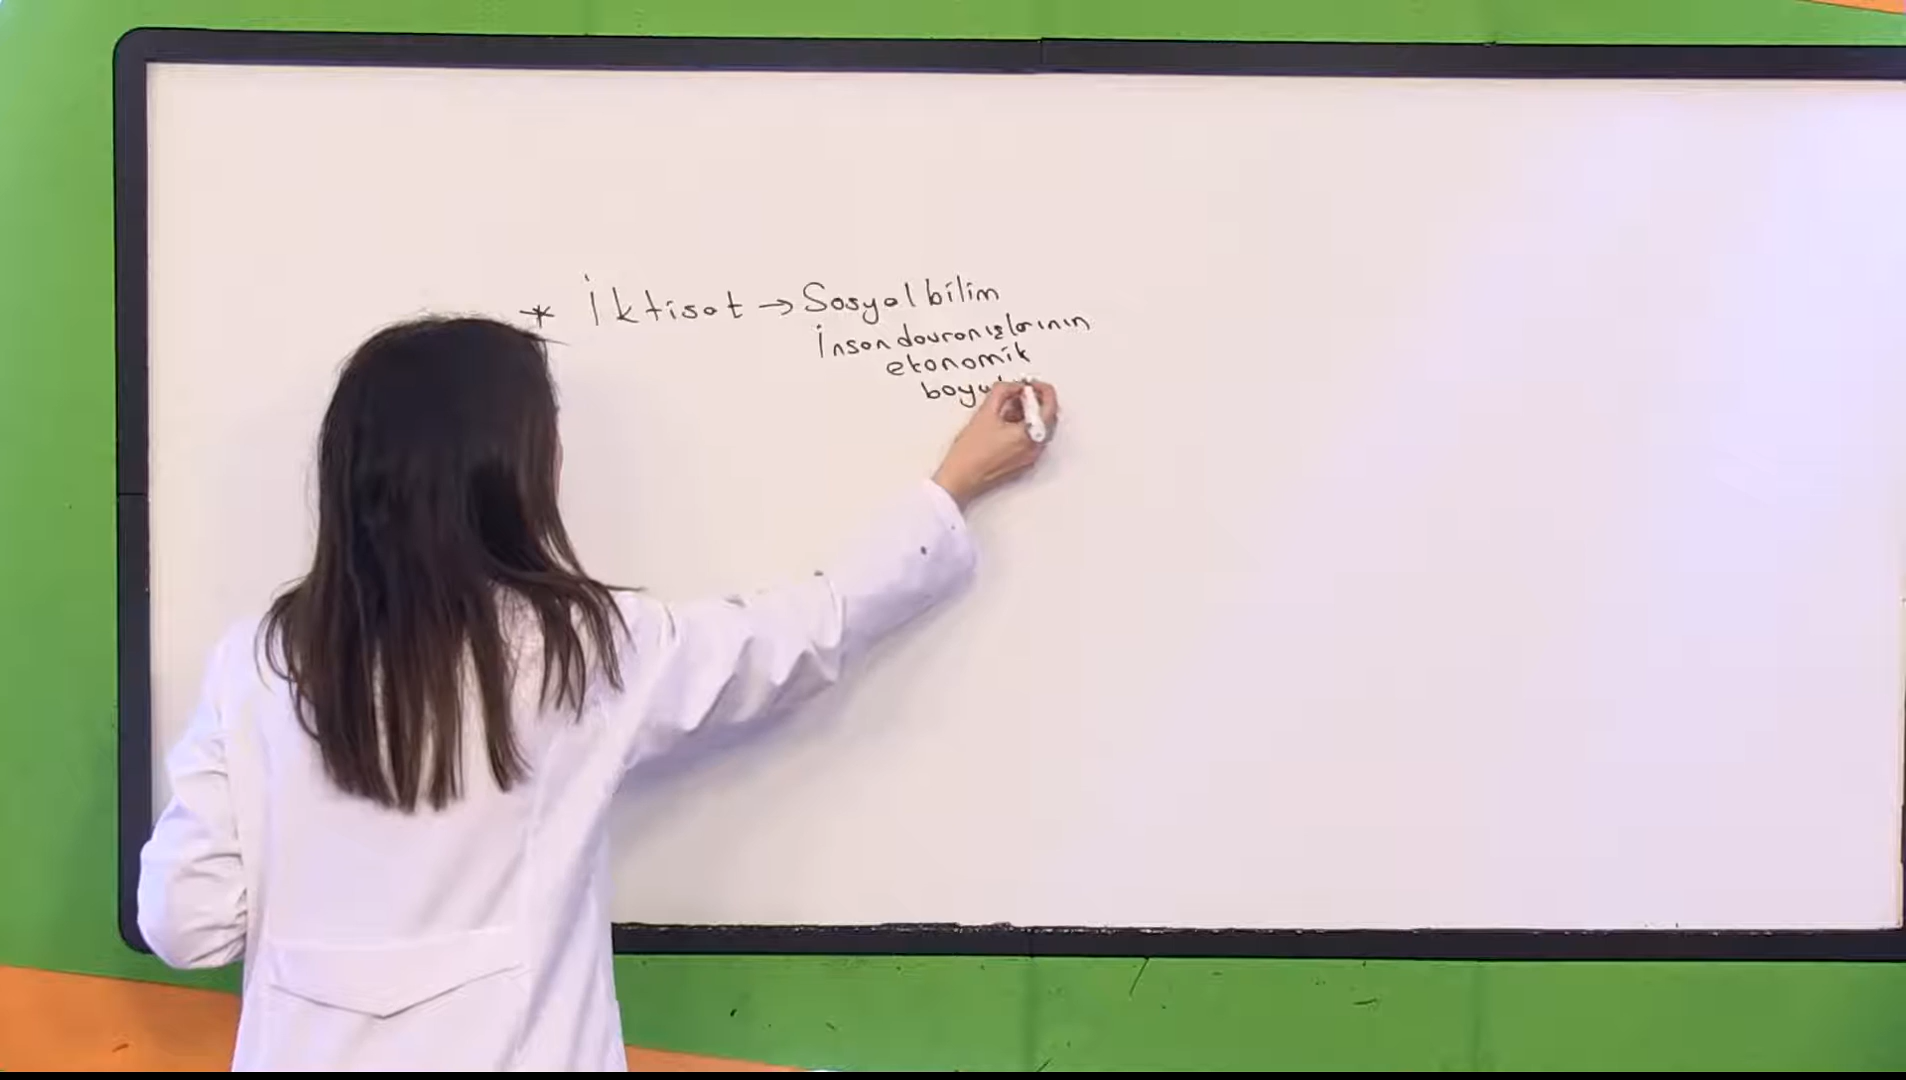 * İktisat → Sosyal bilim
İnsan davranışlarının
ekonomik